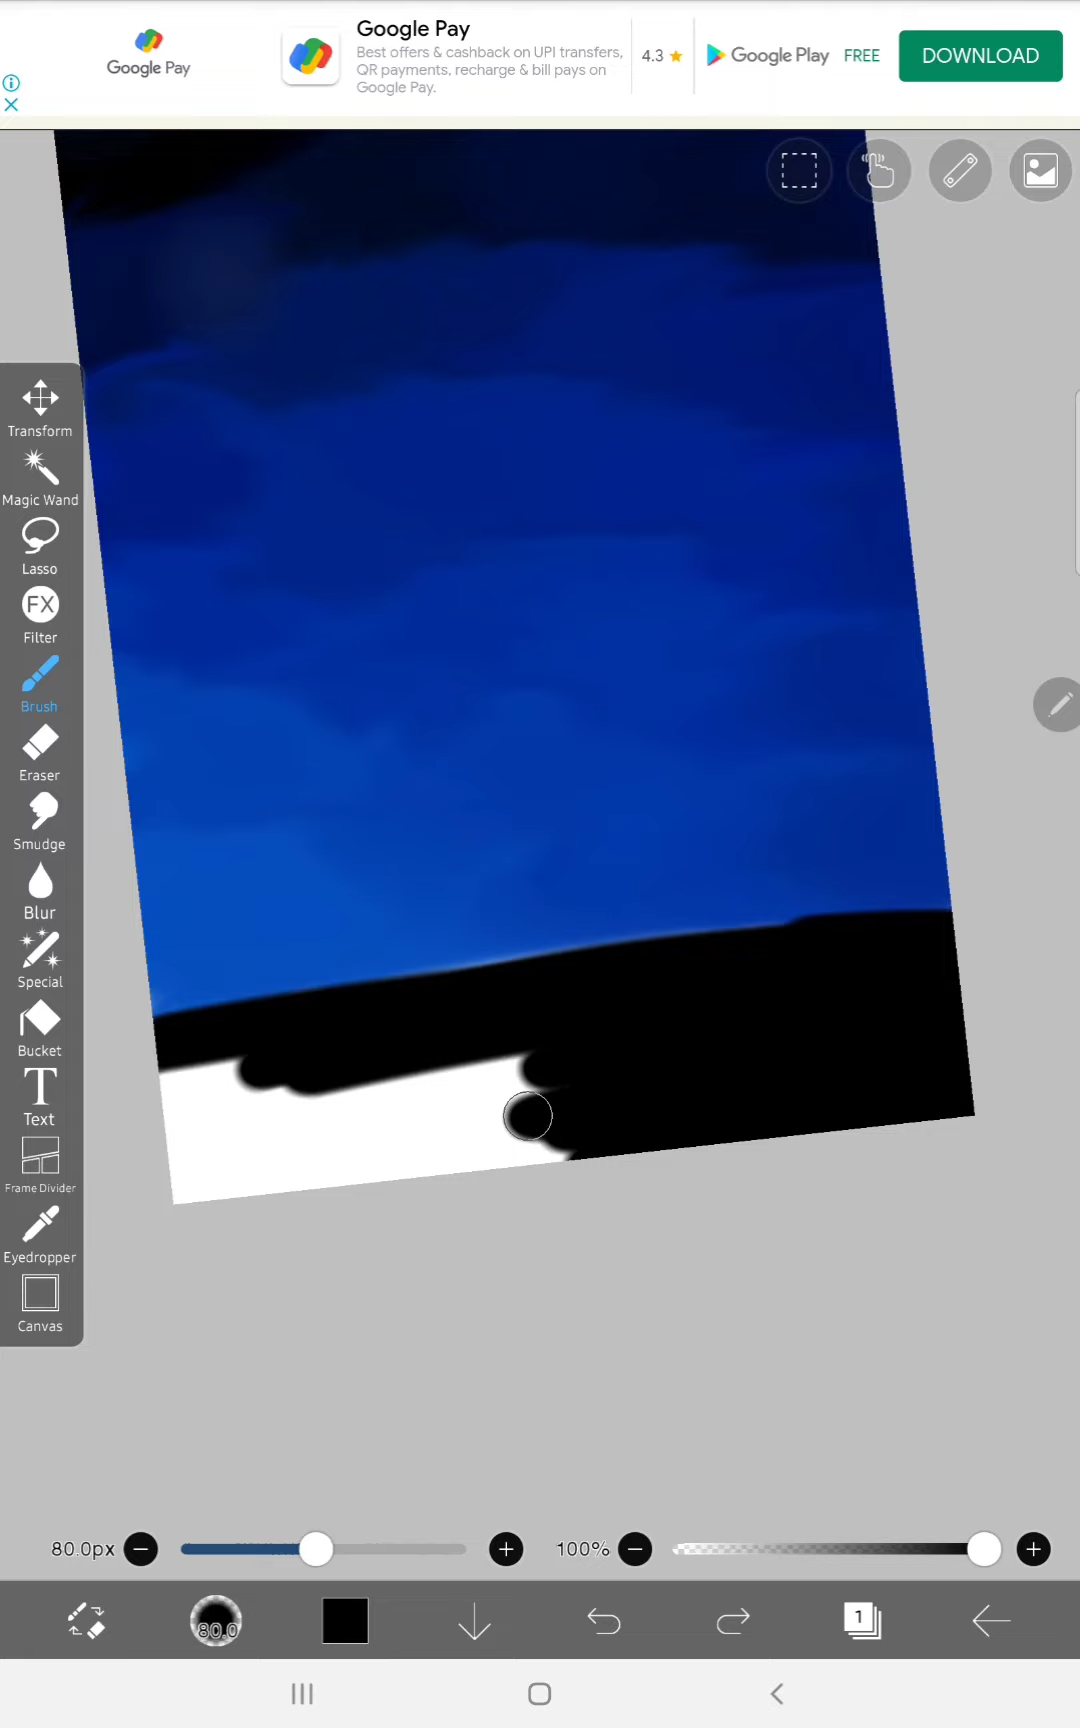 Google Pay
Google Pay
Best offers & cashback on UPI transfers,
QR payments, recharge & bill pays on
Google Pay.
4.3
Google Play
FREE
DOWNLOAD
Transform
Magic Wand
Lasso
FX
Filter
Brush
Eraser
Smudge
Blur
Special
Bucket
T
Text
Frame Divider
Eyedropper
Canvas
80.0px
100%
80.0
1